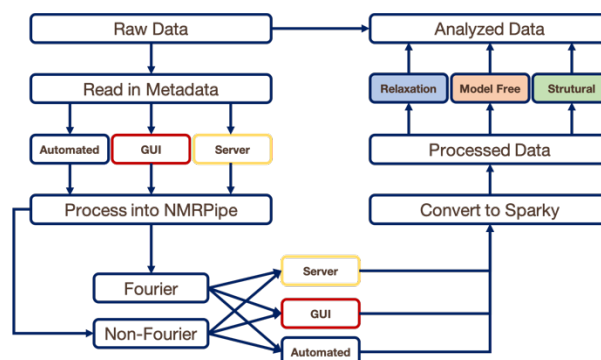 Raw Data
Analyzed Data
Read in Metadata
Relaxation
Model Free
Strutural
Automated
GUI
Server
Processed Data
Process into NMRPipe
Convert to Sparky
Fourier
Server
GUI
Non-Fourier
Automated